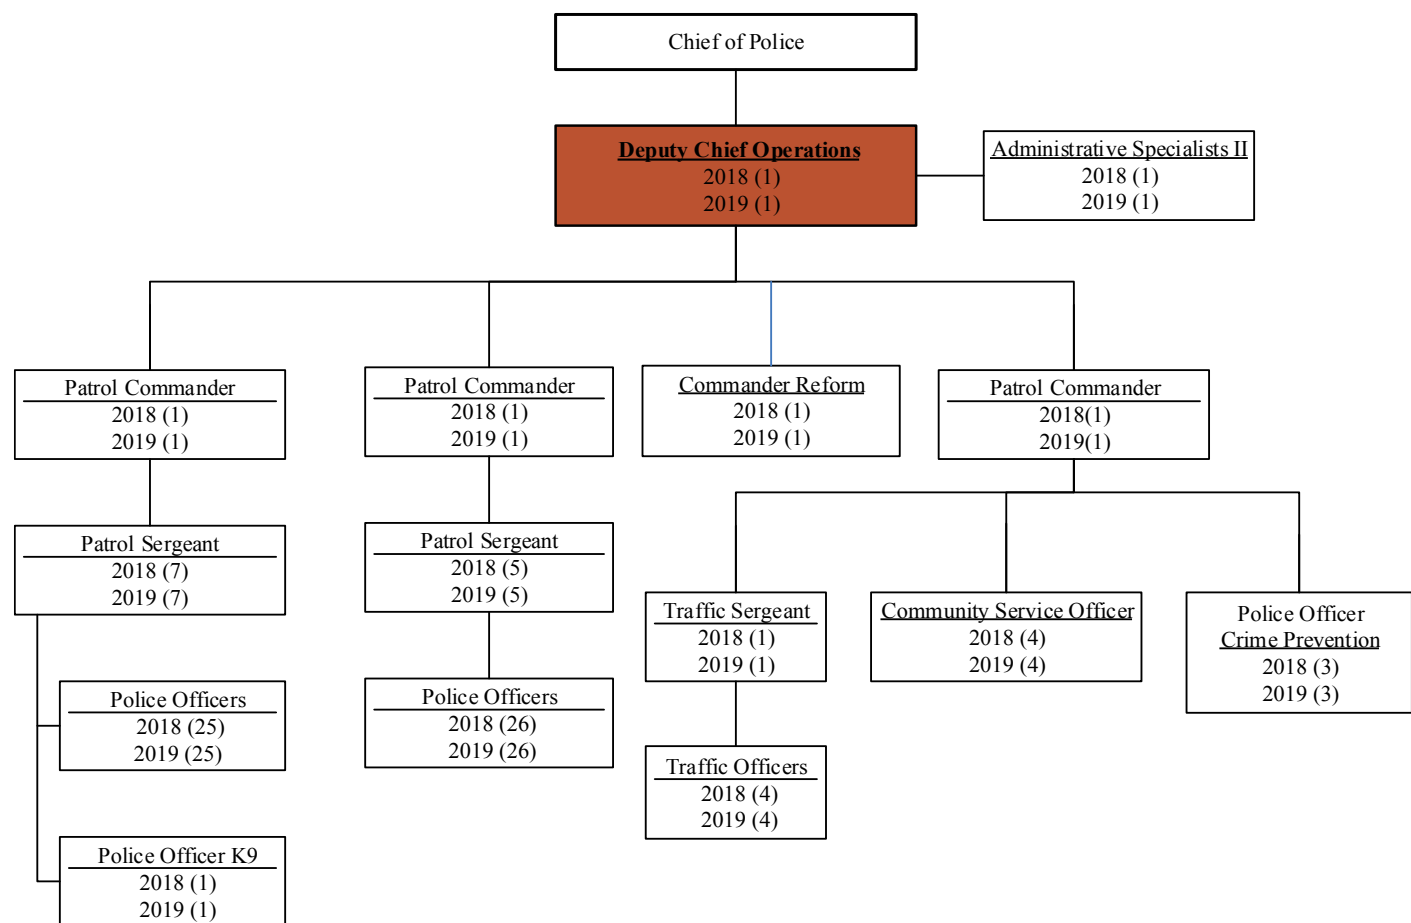 Chief of Police
Deputy Chief Operations
2018 (1)
2019 (1)
Administrative Specialists II
2018 (1)
2019 (1)
Patrol Commander
2018 (1)
2019 (1)
Patrol Commander
2018 (1)
2019 (1)
Commander Reform
2018 (1)
2019 (1)
Patrol Commander
2018(1)
2019(1)
Patrol Sergeant
2018 (7)
2019 (7)
Patrol Sergeant
2018 (5)
2019 (5)
Traffic Sergeant
2018 (1)
2019 (1)
Community Service Officer
2018 (4)
2019 (4)
Police Officer
Crime Prevention
2018 (3)
2019 (3)
Police Officers
2018 (25)
2019 (25)
Police Officers
2018 (26)
2019 (26)
Traffic Officers
2018 (4)
2019 (4)
Police Officer K9
2018 (1)
2019 (1)